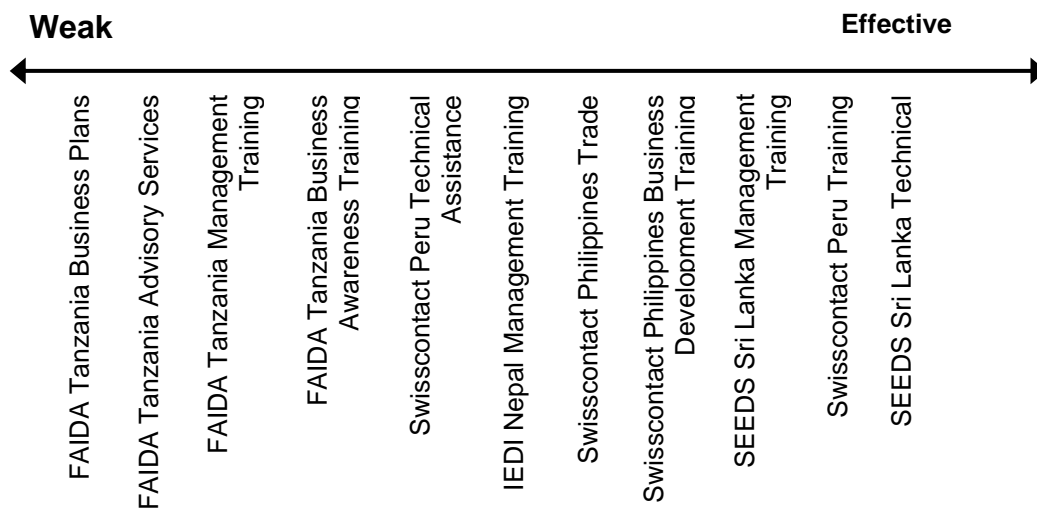 Weak
Effective
FAIDA Tanzania Business Plans
FAIDA Tanzania Advisory Services
FAIDA Tanzania Management
Training
FAIDA Tanzania Business
Awareness Training
Swisscontact Peru Technical
Assistance
IEDI Nepal Management Training
Swisscontact Philippines Trade
Swisscontact Philippines Business
Development Training
SEEDS Sri Lanka Management
Training
Swisscontact Peru Training
SEEDS Sri Lanka Technical